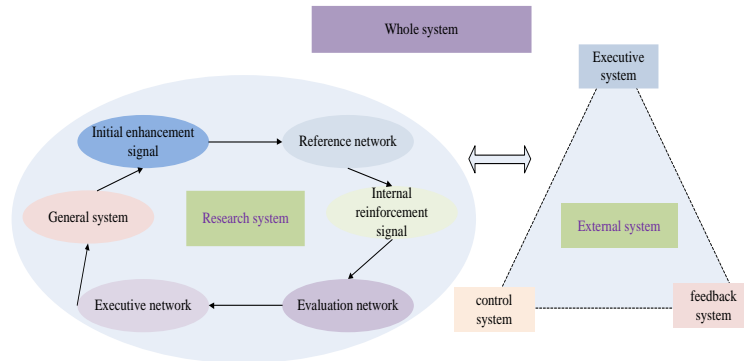 Whole system
Executive
system
Initial enhancement
signal
Reference network
General system
Research system
Internal
reinforcement
signal
External system
Executive network
Evaluation network
control
system
feedback
system